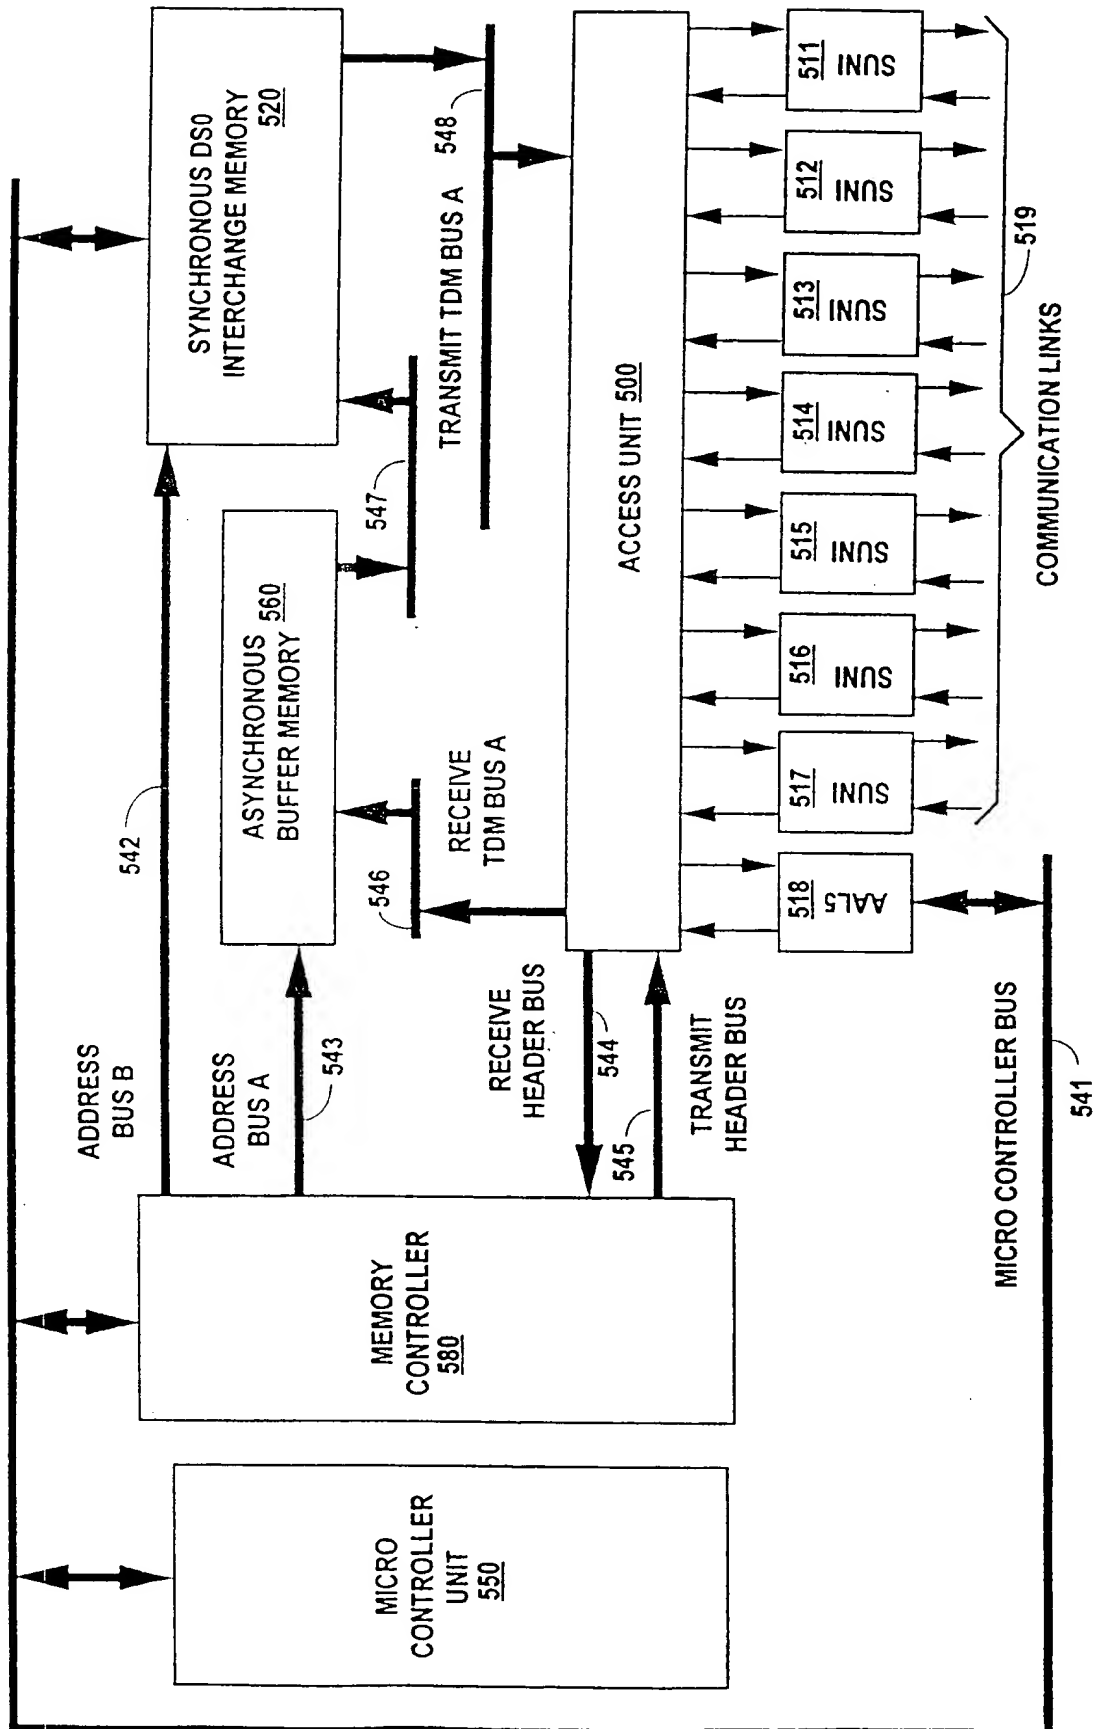 MICRO
CONTROLLER
UNIT
550
MEMORY
CONTROLLER
580
ADDRESS
BUS B
542
ADDRESS
BUS A
543
SYNCHRONOUS DS0
INTERCHANGE MEMORY
520
ASYNCHRONOUS
BUFFER MEMORY 560
547
546
RECEIVE
TDM BUS A
TRANSMIT TDM BUS A
548
RECEIVE
HEADER BUS
544
545
TRANSMIT
HEADER BUS
ACCESS UNIT 500
518
AAL5
517
SUNI
516
SUNI
515
SUNI
514
SUNI
513
SUNI
512
SUNI
511
SUNI
519
COMMUNICATION LINKS
MICRO CONTROLLER BUS
541